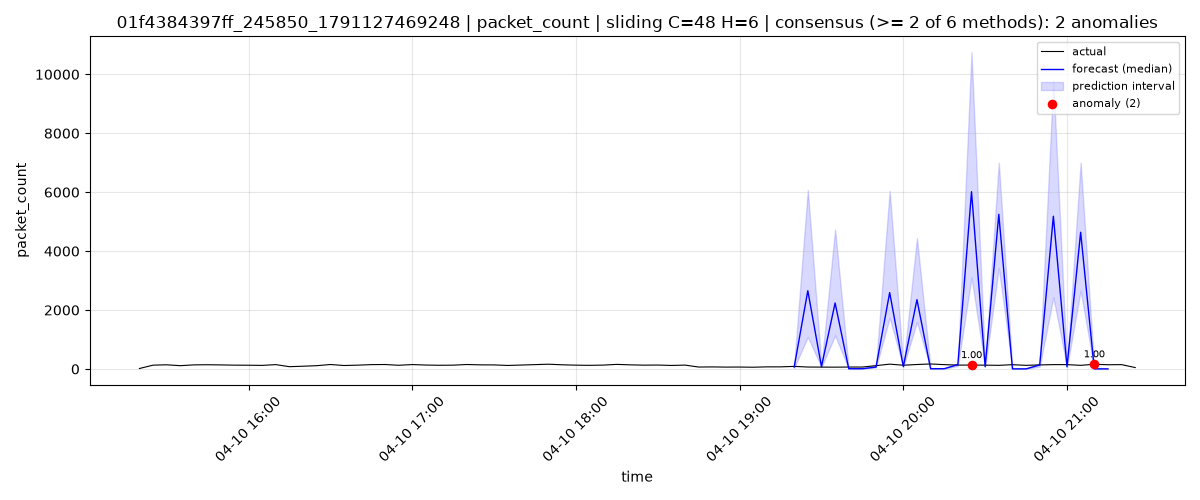 01f4384397ff_245850_1791127469248 | packet_count | sliding C=48 H=6 | consensus (>= 2 of 6 methods): 2 anomalies
packet_count
10000
8000
6000
4000
2000
0
actual
forecast (median)
prediction interval
anomaly (2)
1.00
1.00
04-10 16:00
04-10 17:00
04-10 18:00
04-10 19:00
04-10 20:00
04-10 21:00
time